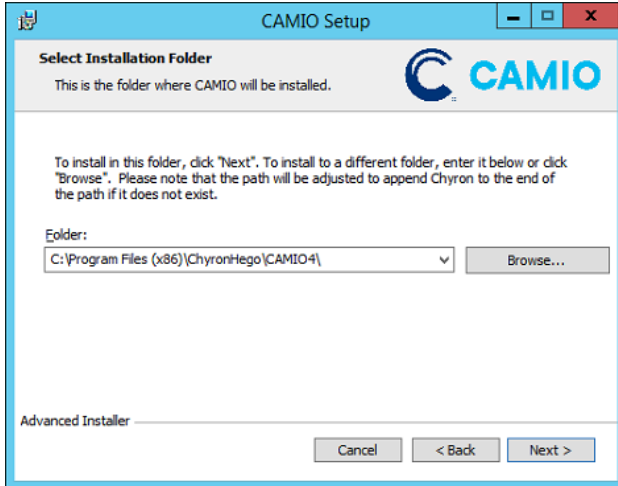 CAMIO Setup
Select Installation Folder
This is the folder where CAMIO will be installed.
CAMIO
To install in this folder, click "Next". To install to a different folder, enter it below or click
"Browse". Please note that the path will be adjusted to append Chyron to the end of
the path if it does not exist.
Folder:
C:\Program Files (x86)\ChyronHego\CAMIO4\
Browse...
Advanced Installer
Cancel
< Back
Next >